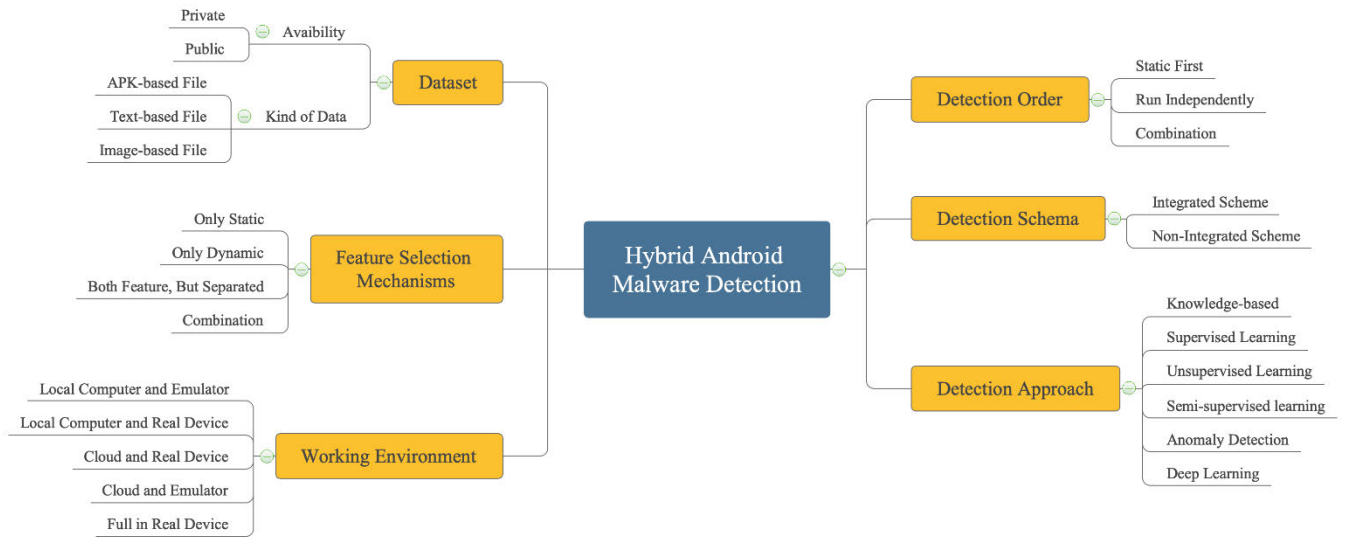 Private
Public
Avaibility
APK-based File
Text-based File
Image-based File
Kind of Data
Dataset
Only Static
Only Dynamic
Both Feature, But Separated
Combination
Feature Selection
Mechanisms
Local Computer and Emulator
Local Computer and Real Device
Cloud and Real Device
Cloud and Emulator
Full in Real Device
Working Environment
Hybrid Android
Malware Detection
Detection Order
Static First
Run Independently
Combination
Detection Schema
Integrated Scheme
Non-Integrated Scheme
Detection Approach
Knowledge-based
Supervised Learning
Unsupervised Learning
Semi-supervised learning
Anomaly Detection
Deep Learning